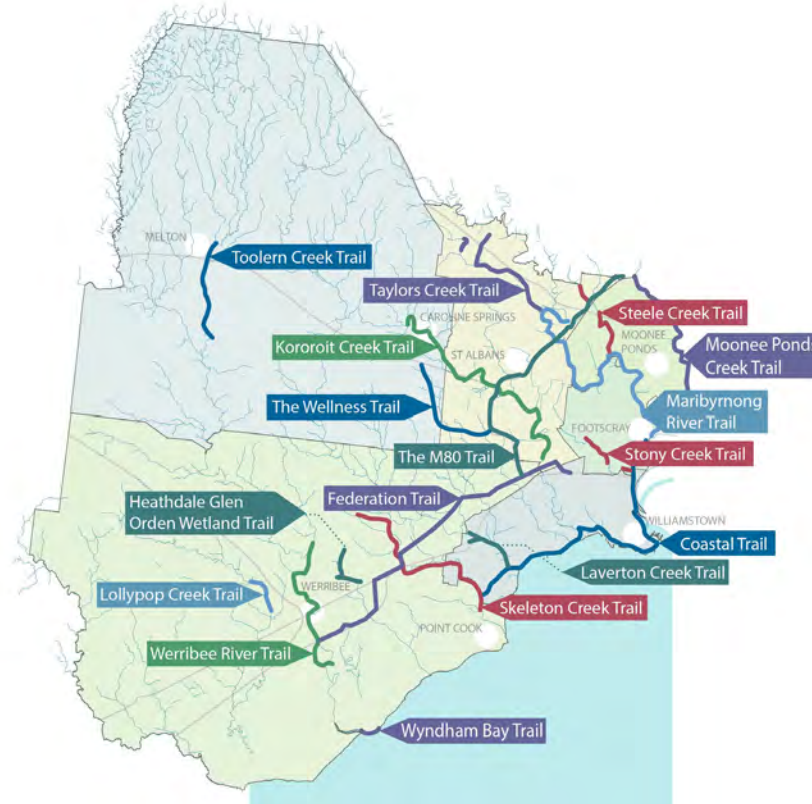 MELTON
Toolern Creek Trail
Taylors Creek Trail
Steele Creek Trail
CAROLINE SPRINGS
MOONEE
PONDS
Moonee Pond
Creek Trail
Kororoit Creek Trail
ST ALBANS
The Wellness Trail
Maribyrnong
River Trail
FOOTSCRAY
Stony Creek Trail
The M80 Trail
Heathdale Glen
Orden Wetland Trail
Federation Trail
WILLIAMSTOWN
Coastal Trail
Laverton Creek Trail
WERRIBEE
Lollypop Creek Trail
Skeleton Creek Trail
POINT COOK
Werribee River Trail
Wyndham Bay Trail